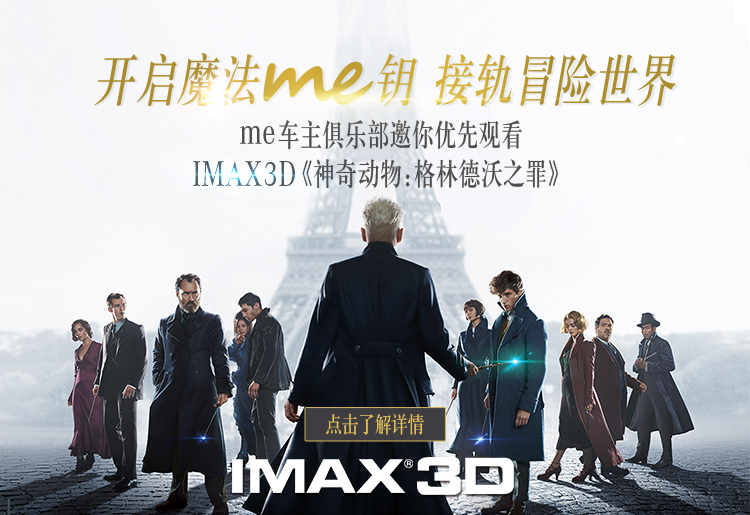 开启魔法me钥 接轨冒险世界
me车主俱乐部邀你优先观看
IMAX3D《神奇动物:格林德沃之罪》
点击了解详情
IMAX® 3D